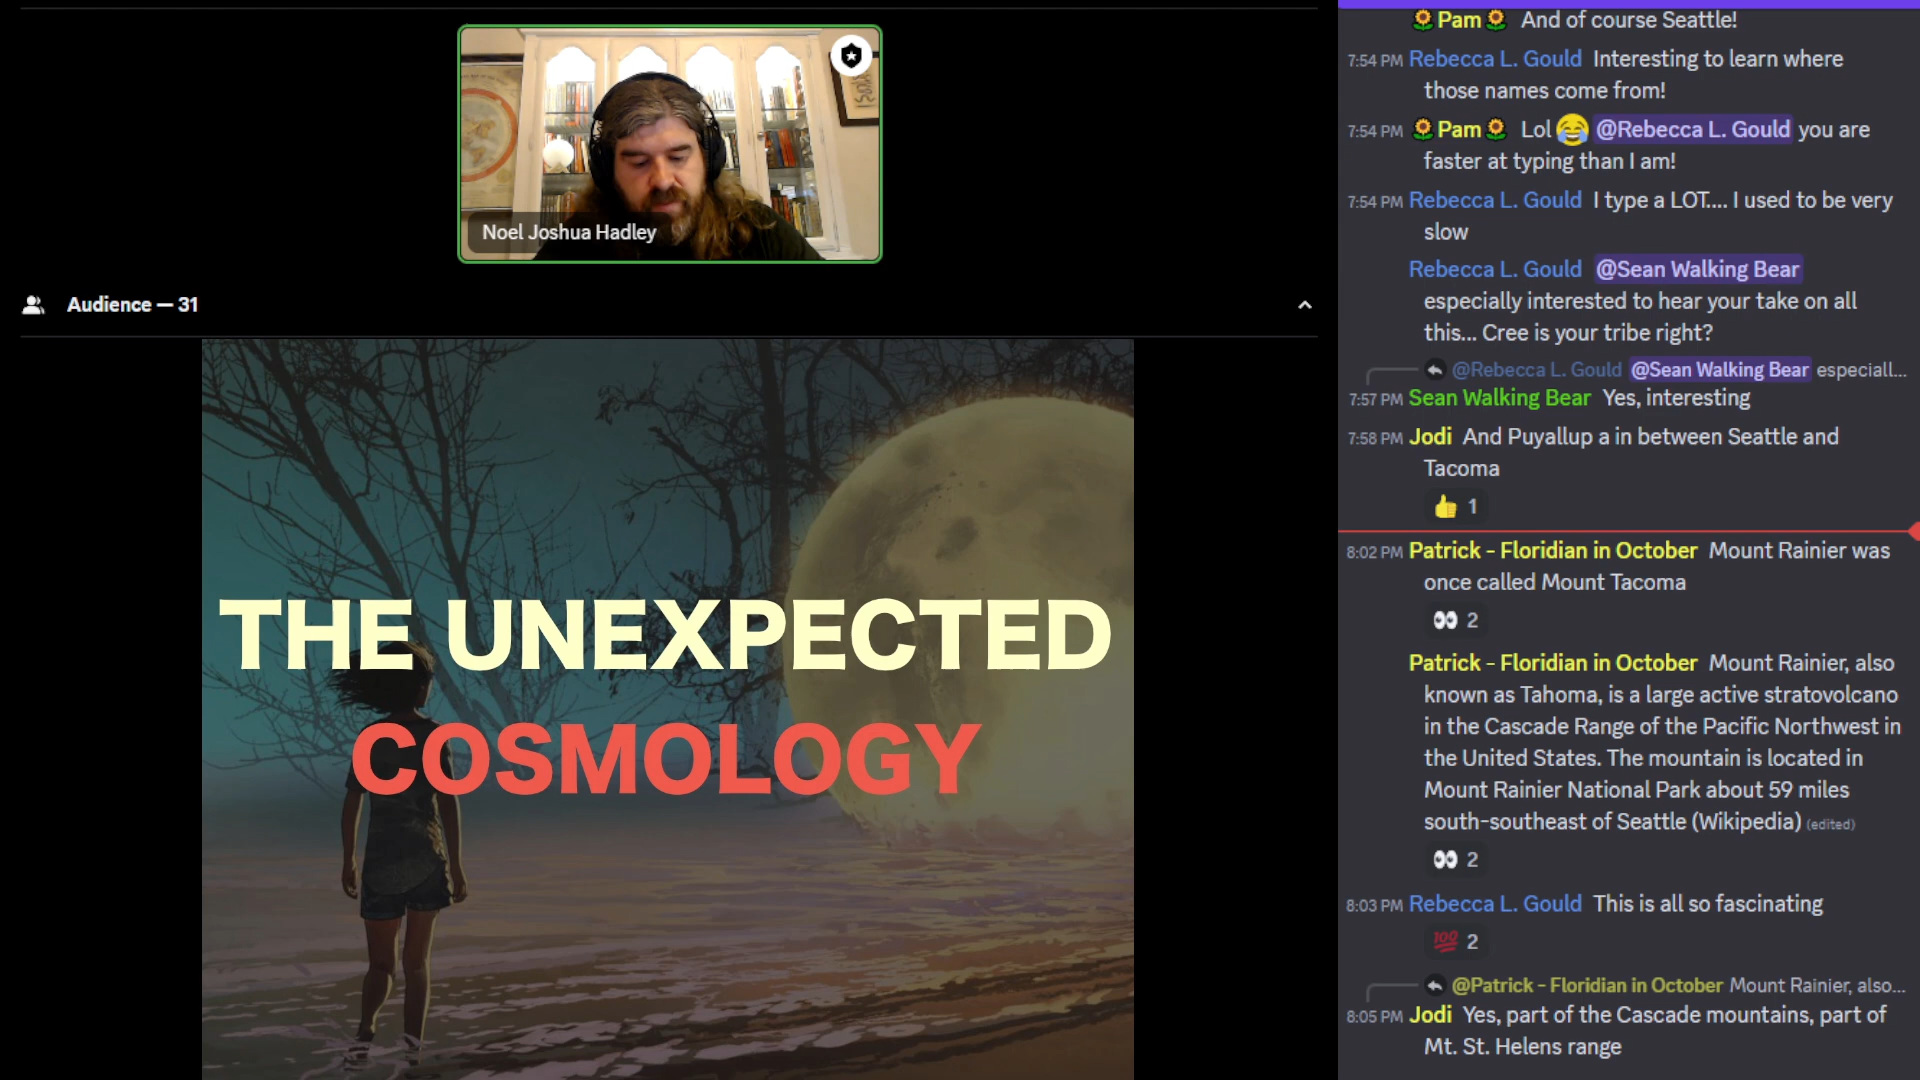 Noel Joshua Hadley
Audience — 31
THE UNEXPECTED
COSMOLOGY
Pam And of course Seattle!
7:54 PM Rebecca L. Gould Interesting to learn where
those names come from!
7:54 PM Pam Lol 😂 @Rebecca L. Gould you are
faster at typing than I am!
7:54 PM Rebecca L. Gould I type a LOT.... I used to be very
slow
Rebecca L. Gould @Sean Walking Bear
especially interested to hear your take on all
this... Cree is your tribe right?
@Rebecca L. Gould @Sean Walking Bear especiall...
7:57 PM Sean Walking Bear Yes, interesting
7:58 PM Jodi And Puyallup a in between Seattle and
Tacoma
👍 1
8:02 PM Patrick - Floridian in October Mount Rainier was
once called Mount Tacoma
👀 2
Patrick - Floridian in October Mount Rainier, also
known as Tahoma, is a large active stratovolcano
in the Cascade Range of the Pacific Northwest in
the United States. The mountain is located in
Mount Rainier National Park about 59 miles
south-southeast of Seattle (Wikipedia) (edited)
👀 2
8:03 PM Rebecca L. Gould This is all so fascinating
💯 2
@Patrick - Floridian in October Mount Rainier, also...
8:05 PM Jodi Yes, part of the Cascade mountains, part of
Mt. St. Helens range